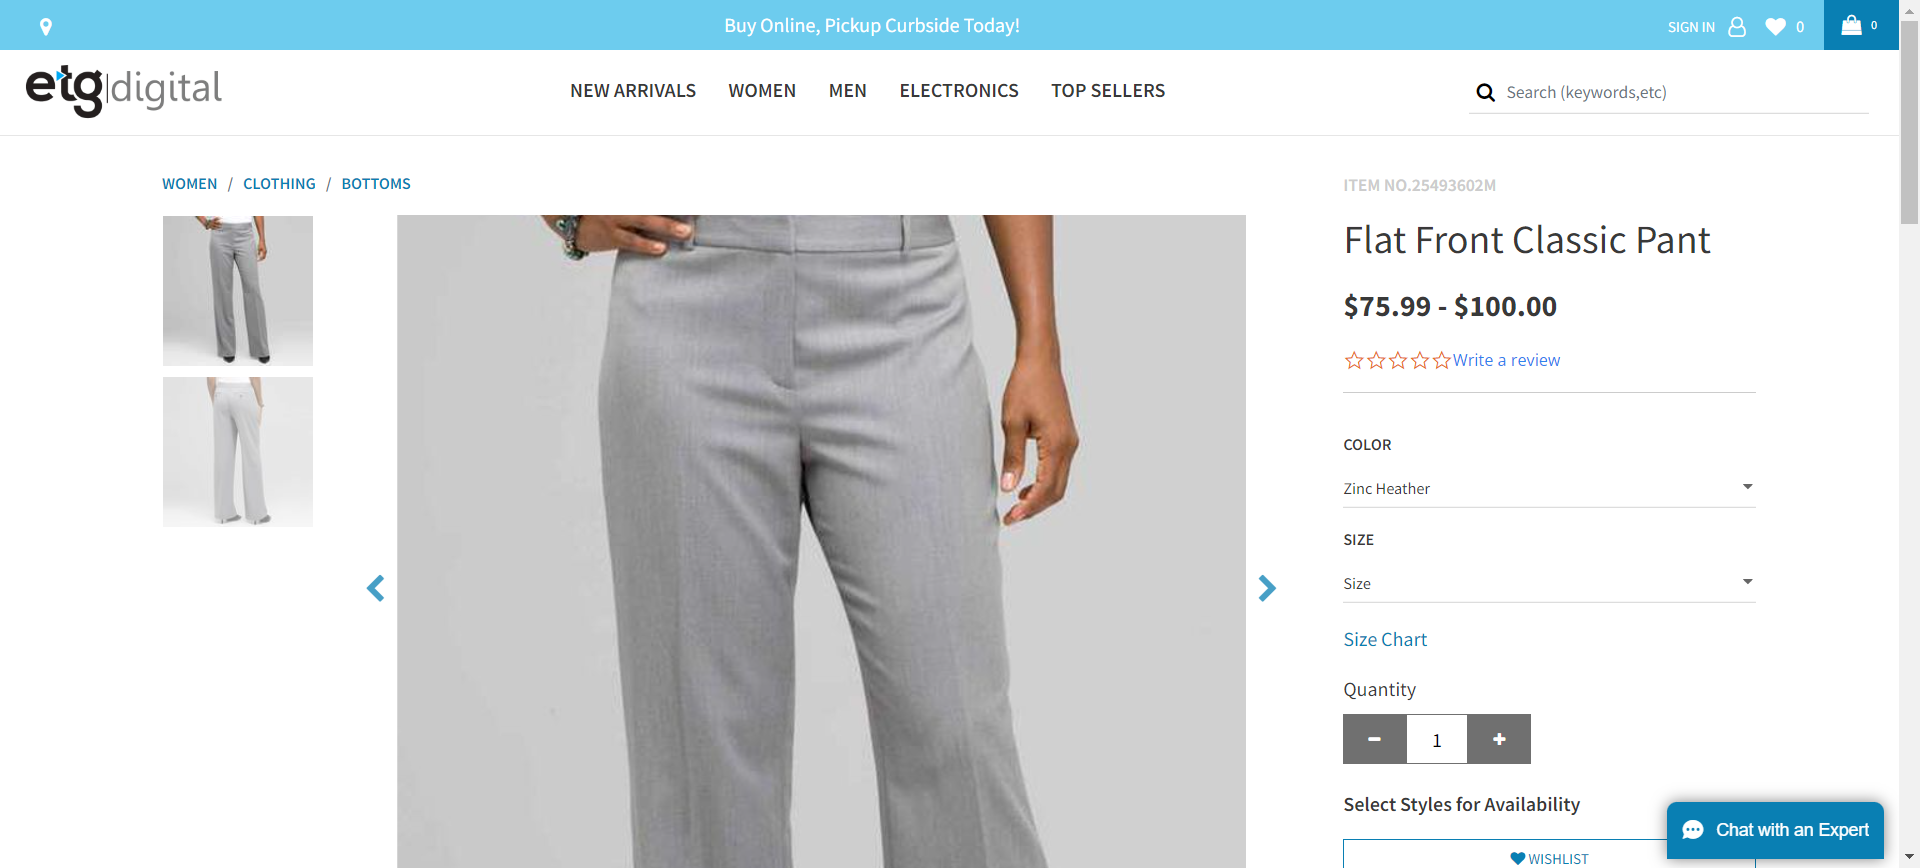 Buy Online, Pickup Curbside Today!
SIGN IN 0 0
etg|digital
NEW ARRIVALS WOMEN MEN ELECTRONICS TOP SELLERS
Search (keywords,etc)
WOMEN / CLOTHING / BOTTOMS
ITEM NO.25493602M
Flat Front Classic Pant
$75.99 - $100.00
Write a review
COLOR
Zinc Heather
SIZE
Size
Size Chart
Quantity
- 1 +
Select Styles for Availability
Chat with an Expert
WISHLIST